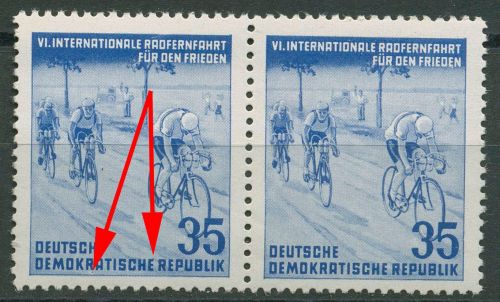 VI. INTERNATIONALE RADFERNFAHRT
FÜR DEN FRIEDEN
35
DEUTSCHE
DEMOKRATISCHE REPUBLIK
VI. INTERNATIONALE RADFERNFAHRT
FÜR DEN FRIEDEN
35
DEUTSCHE
DEMOKRATISCHE REPUBLIK